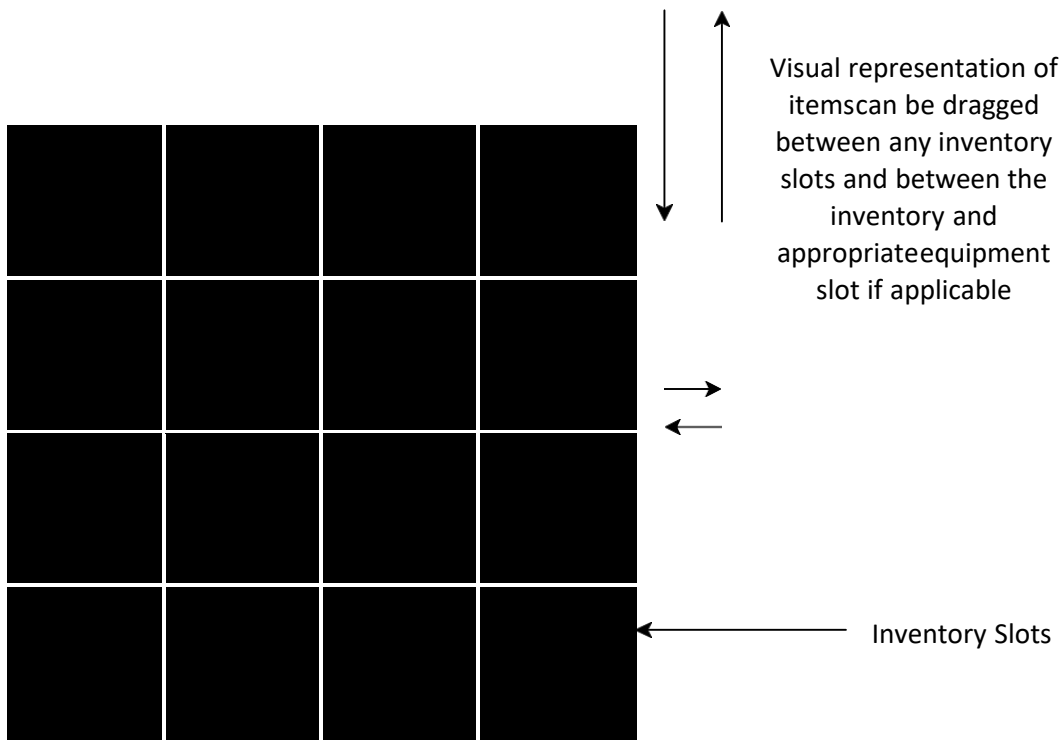 Visual representation of
itemscan be dragged
between any inventory
slots and between the
inventory and
appropriateequipment
slot if applicable
Inventory Slots